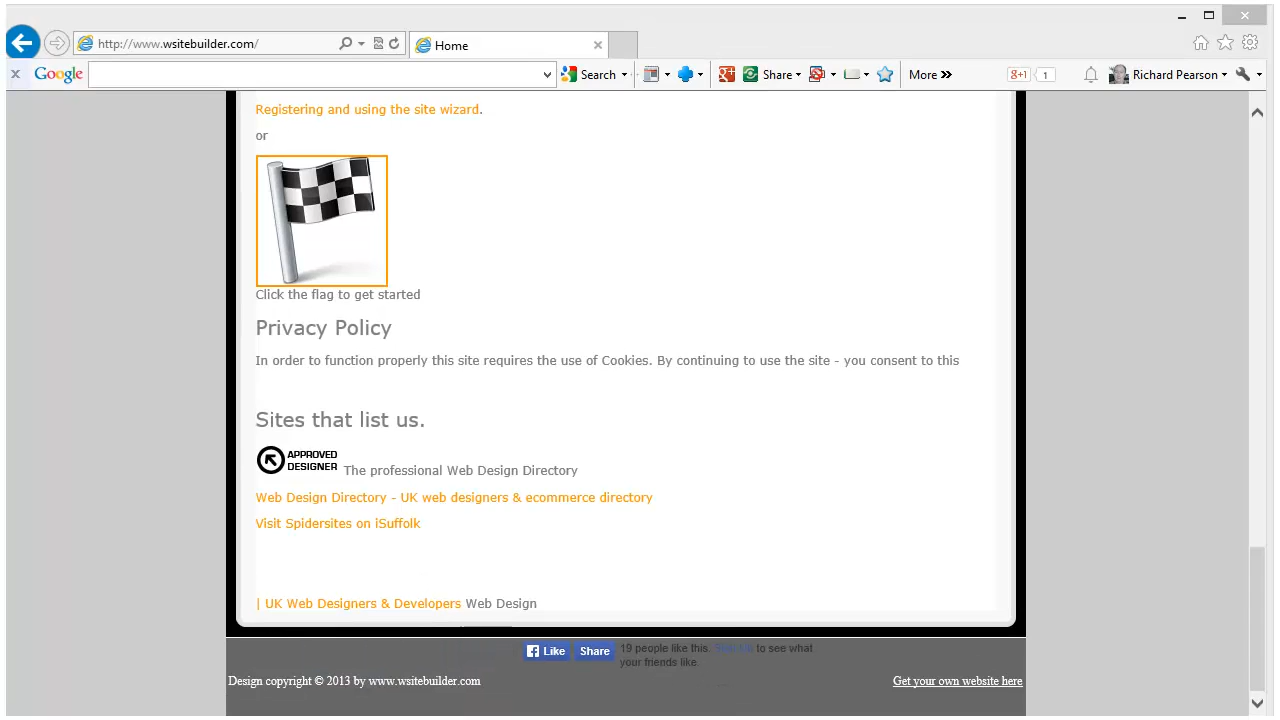 http://www.wsitebuilder.com/
Home
Google
Search
Share
More »
g+1 1
Richard Pearson
Registering and using the site wizard.
or
Click the flag to get started
Privacy Policy
In order to function properly this site requires the use of Cookies. By continuing to use the site - you consent to this
Sites that list us.
APPROVED
DESIGNER The professional Web Design Directory
Web Design Directory - UK web designers & ecommerce directory
Visit Spidersites on iSuffolk
| UK Web Designers & Developers Web Design
Like Share 19 people like this. to see what
your friends like.
Design copyright © 2013 by www.wsitebuilder.com Get your own website here